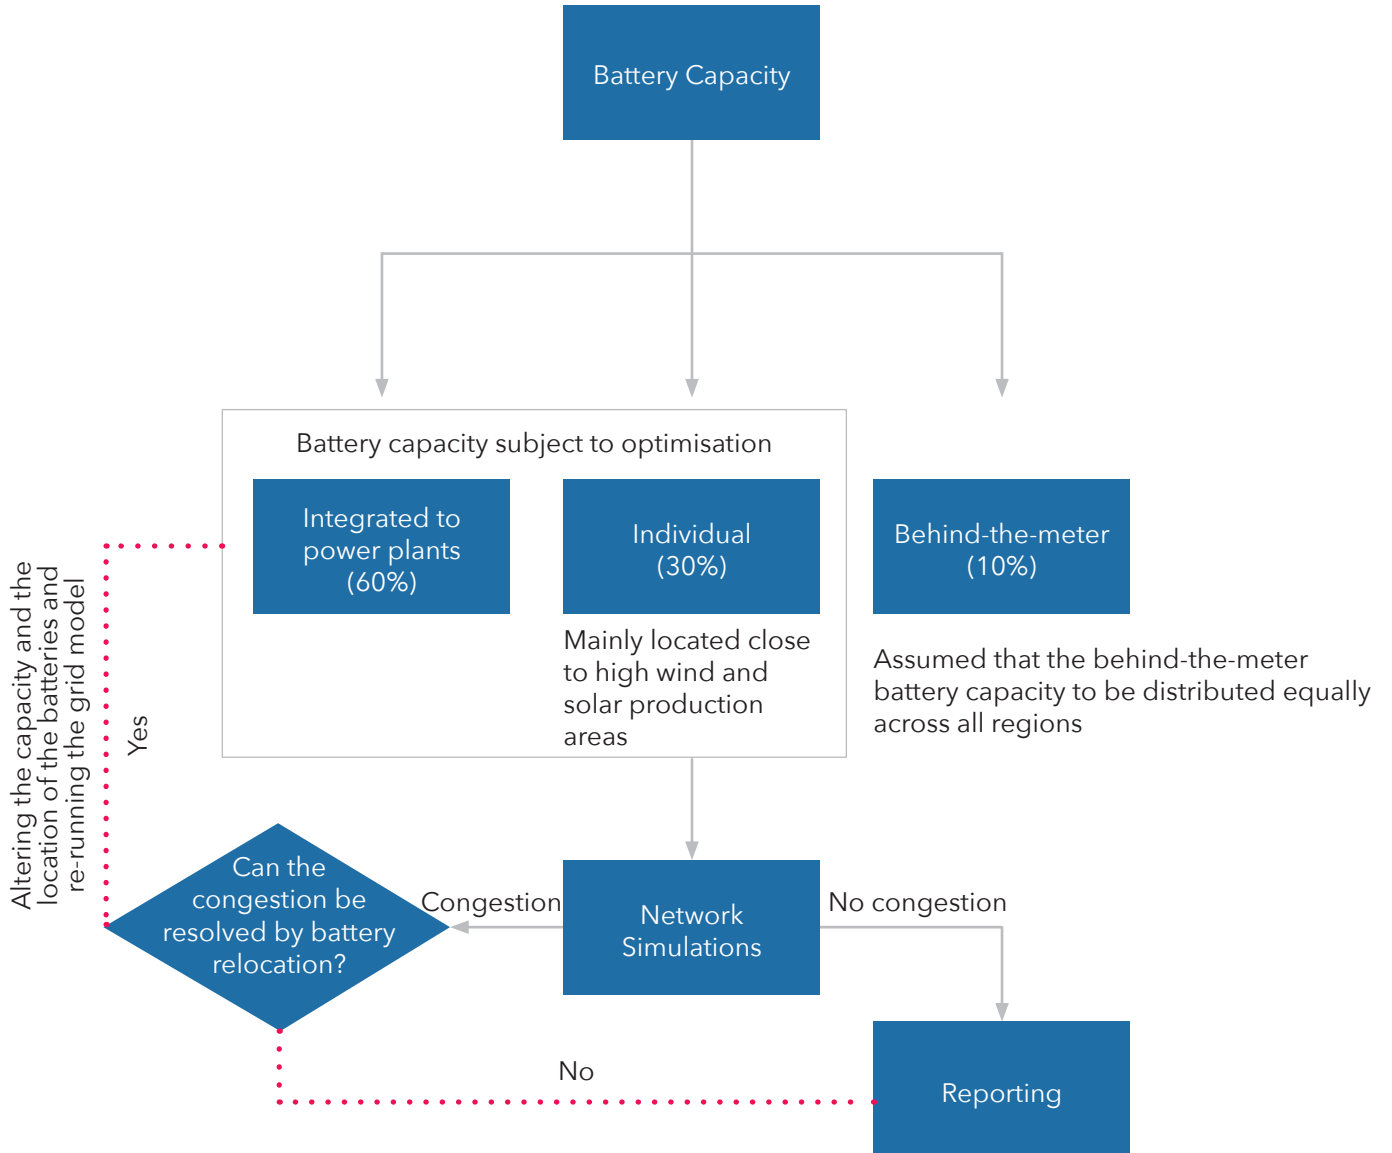 Battery Capacity
Battery capacity subject to optimisation
Integrated to
power plants
(60%)
Individual
(30%)
Behind-the-meter
(10%)
Mainly located close
to high wind and
solar production
areas
Assumed that the behind-the-meter
battery capacity to be distributed equally
across all regions
Altering the capacity and the
location of the batteries and
re-running the grid model
Yes
Can the
congestion be
resolved by battery
relocation?
Congestion
Network
Simulations
No congestion
No
Reporting